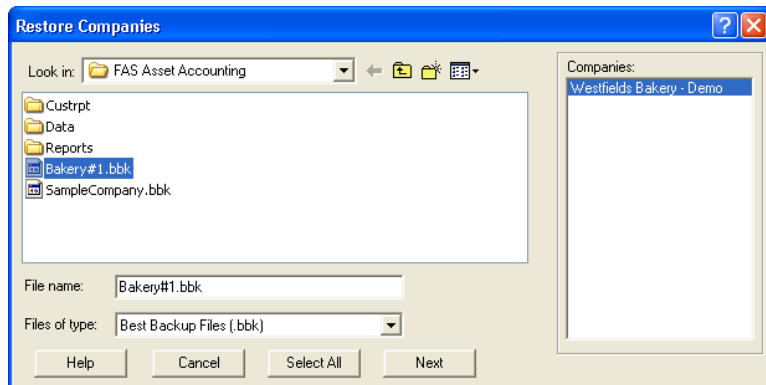 Restore Companies
Look in: FAS Asset Accounting
Custrpt
Data
Reports
Bakery#1.bbk
SampleCompany.bbk
File name: Bakery#1.bbk
Files of type: Best Backup Files (.bbk)
Help Cancel Select All Next
Companies:
Westfields Bakery - Demo